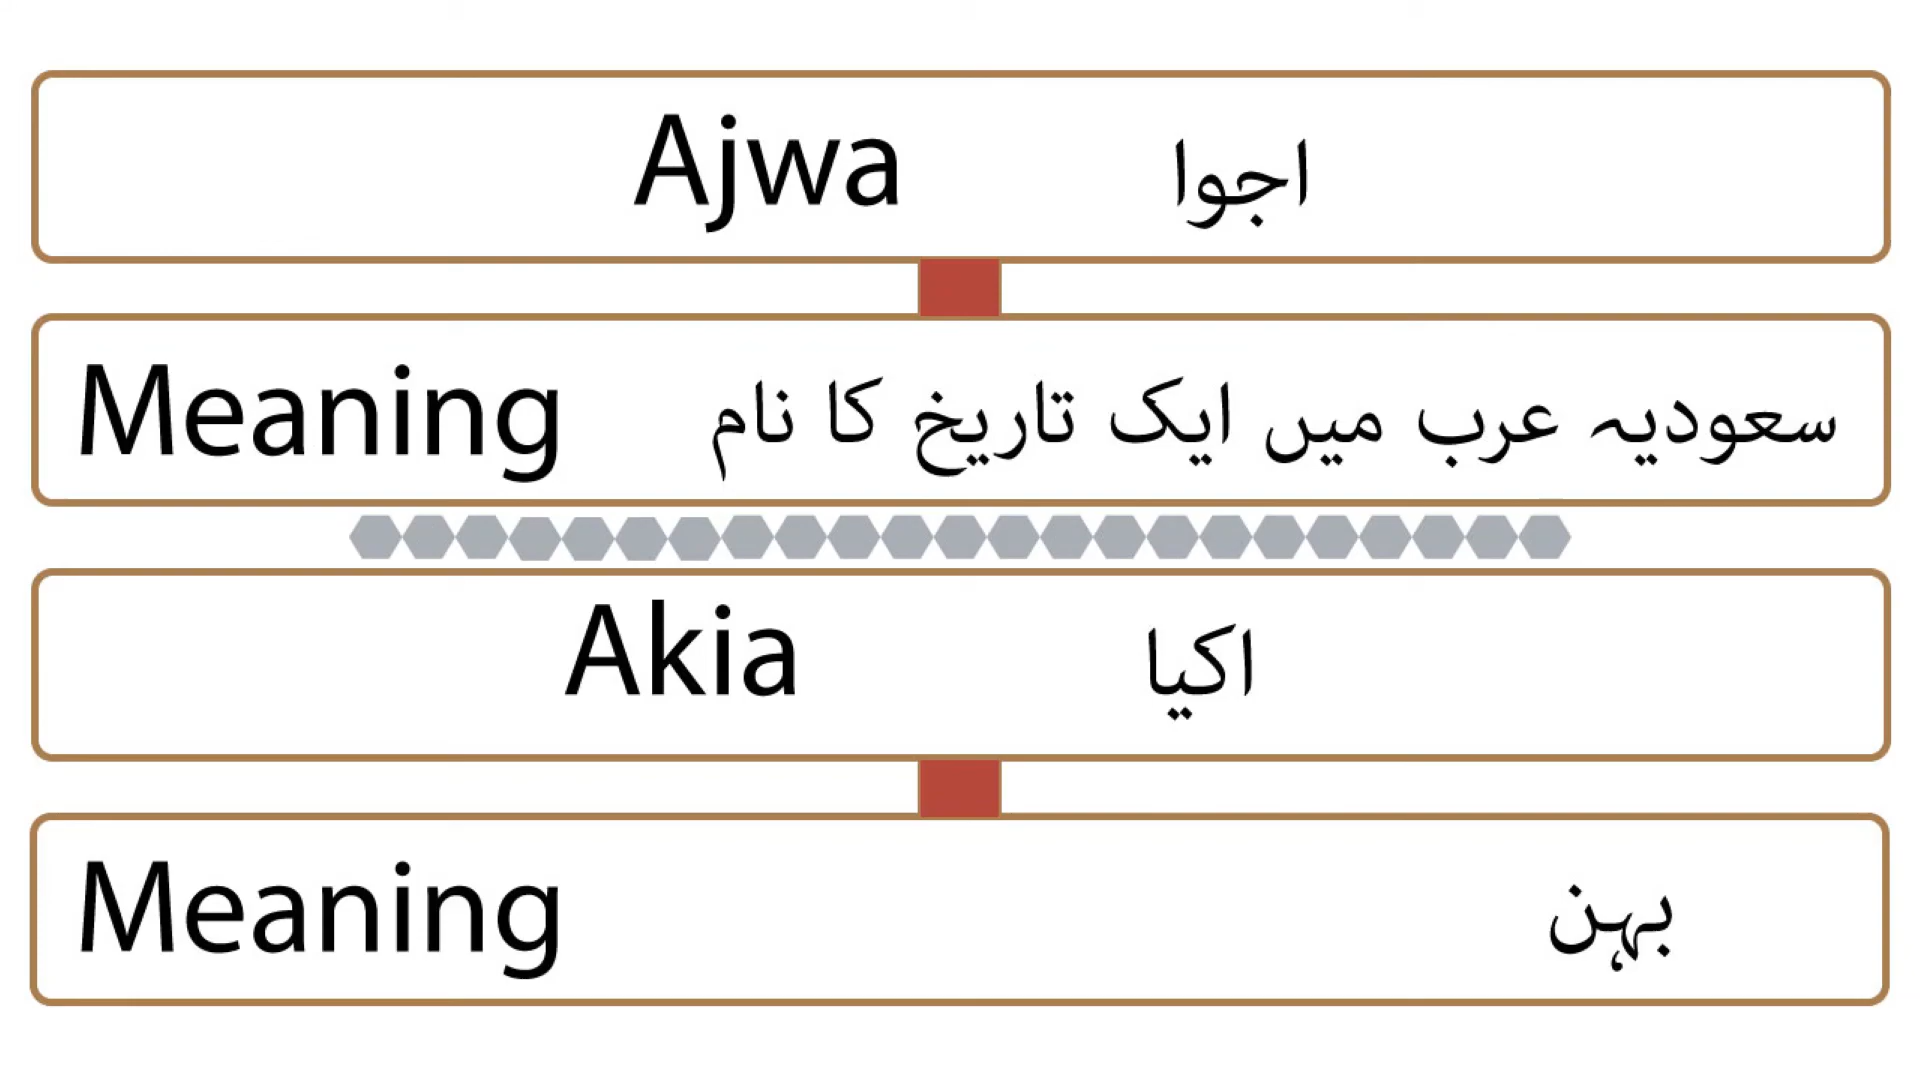 Ajwa اجوا
Meaning سعودیہ عرب میں ایک تاریخ کا نام
Akia اکیا
Meaning بہن